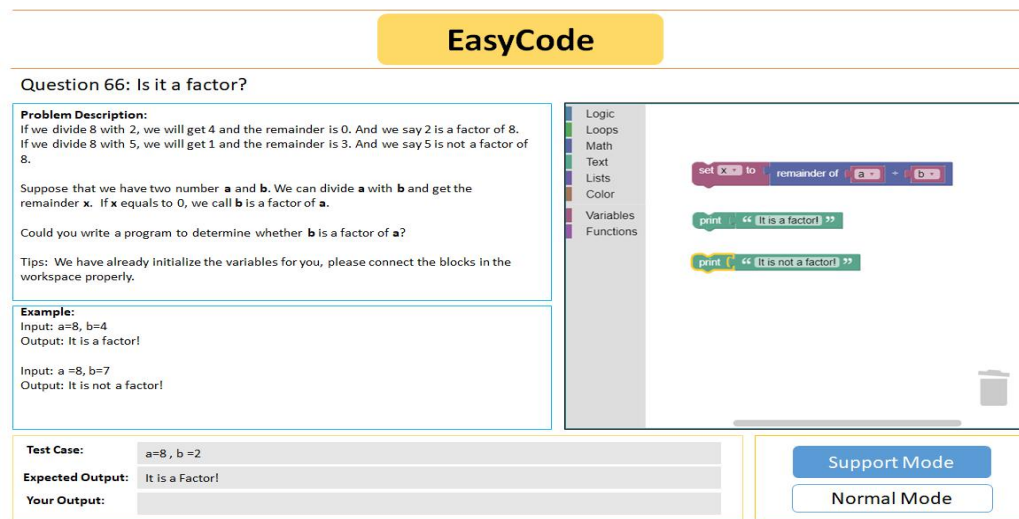 EasyCode
Question 66: Is it a factor?
Problem Description:
If we divide 8 with 2, we will get 4 and the remainder is 0. And we say 2 is a factor of 8.
If we divide 8 with 5, we will get 1 and the remainder is 3. And we say 5 is not a factor of
8.
Suppose that we have two number a and b. We can divide a with b and get the
remainder x. If x equals to 0, we call b is a factor of a.
Could you write a program to determine whether b is a factor of a?
Tips: We have already initialize the variables for you, please connect the blocks in the
workspace properly.
Example:
Input: a=8, b=4
Output: It is a factor!
Input: a =8, b=7
Output: It is not a factor!
Logic
Loops
Math
Text
Lists
Color
Variables
Functions
set x to remainder of a ÷ b
print “ It is a factor! ”
print “ It is not a factor! ”
Test Case: a=8 , b =2
Expected Output: It is a Factor!
Your Output:
Support Mode
Normal Mode